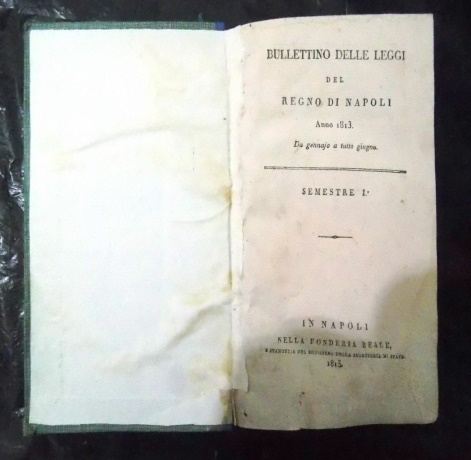 BULLETTINO DELLE LEGGI
DEL
REGNO DI NAPOLI
Anno 1813.
Da gennajo a tutto giugno.
SEMESTRE I.º
IN NAPOLI
NELLA FONDERIA REALE,
E STAMPERIA DEL MINISTERO DELLA SEGRETERIA DI STATO.
1813.